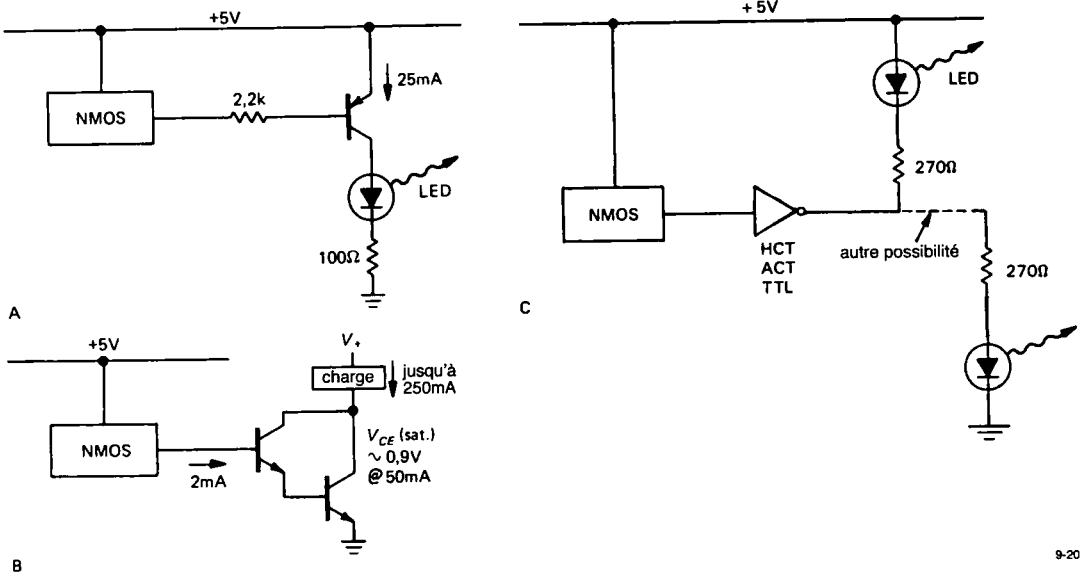 +5V
25mA
2,2k
NMOS
LED
100Ω
A
+5V
LED
270Ω
NMOS
HCT
ACT
TTL
autre possibilité
270Ω
C
+5V
V+
charge
jusqu'à
250mA
NMOS
2mA
VCE (sat.)
~ 0,9V
@ 50mA
B
9-20